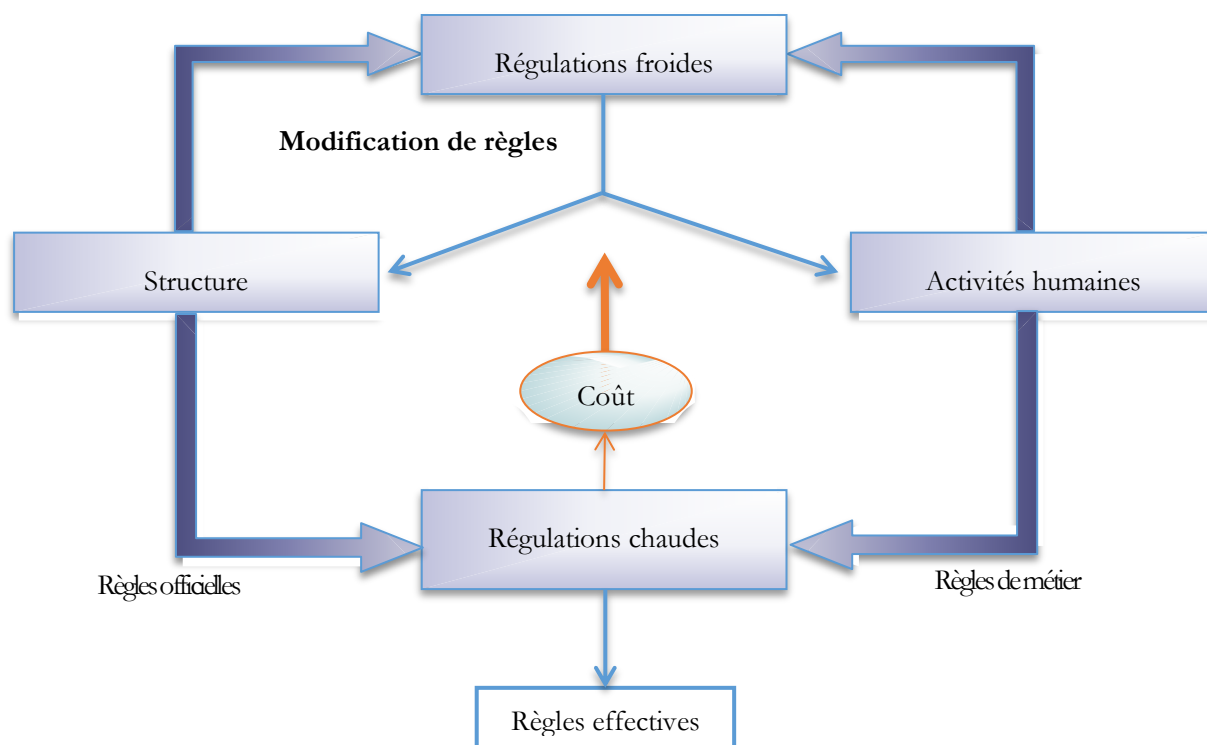 Régulations froides
Modification de règles
Structure
Activités humaines
Coût
Régulations chaudes
Règles officielles
Règles de métier
Règles effectives